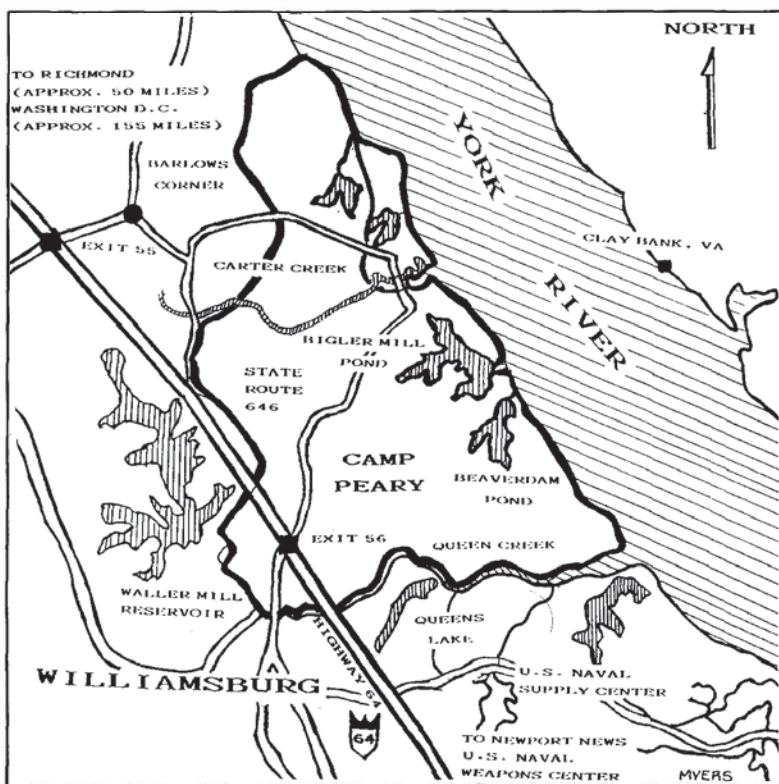 NORTH
TO RICHMOND
(APPROX. 50 MILES)
WASHINGTON D.C.
(APPROX. 155 MILES)
YORK
RIVER
BARLOWS
CORNER
EXIT 55
CLAY BANK, VA
CARTER CREEK
BIGLER MILL
POND
STATE
ROUTE
646
CAMP
PEARY
BEAVERDAM
POND
EXIT 56
QUEEN CREEK
WALLER MILL
RESERVOIR
QUEENS
LAKE
HIGHWAY 64
WILLIAMSBURG
U.S. NAVAL
SUPPLY CENTER
64
TO NEWPORT NEWS
U.S. NAVAL
WEAPONS CENTER
MYERS